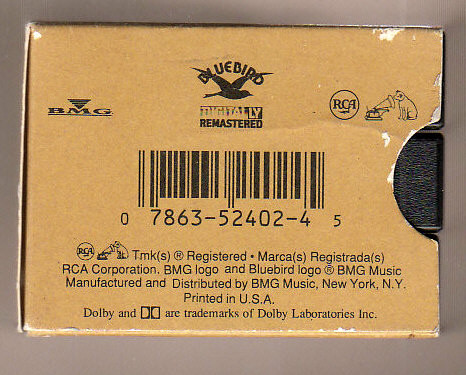 BLUEBIRD
BMG
DIGITALLY
REMASTERED
RCA
0 7863-52402-4 5
RCA Tmk(s) ® Registered • Marca(s) Registrada(s)
RCA Corporation. BMG logo and Bluebird logo ® BMG Music
Manufactured and Distributed by BMG Music, New York, N.Y.
Printed in U.S.A.
Dolby and are trademarks of Dolby Laboratories Inc.